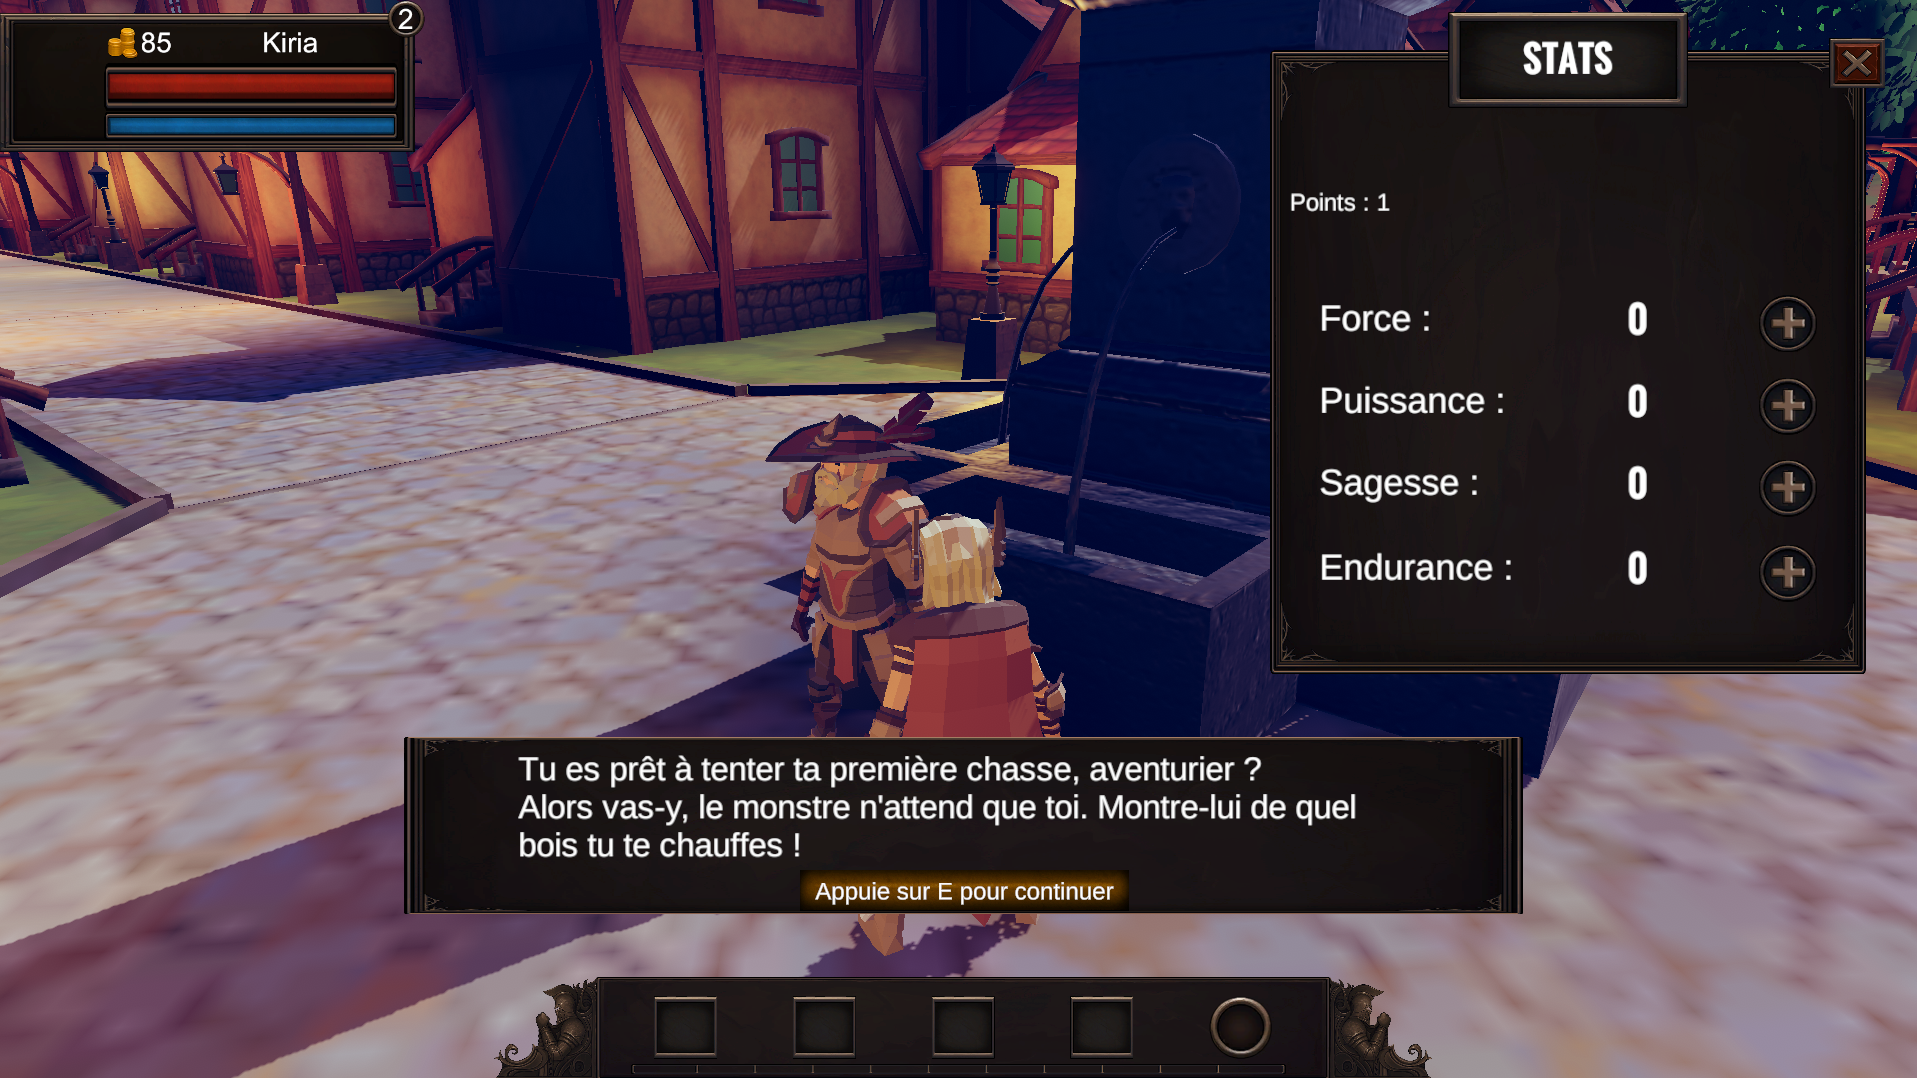 2
85
Kiria
STATS
Points : 1
Force :
0
Puissance :
0
Sagesse :
0
Endurance :
0
Tu es prêt à tenter ta première chasse, aventurier ?
Alors vas-y, le monstre n'attend que toi. Montre-lui de quel
bois tu te chauffes !
Appuie sur E pour continuer